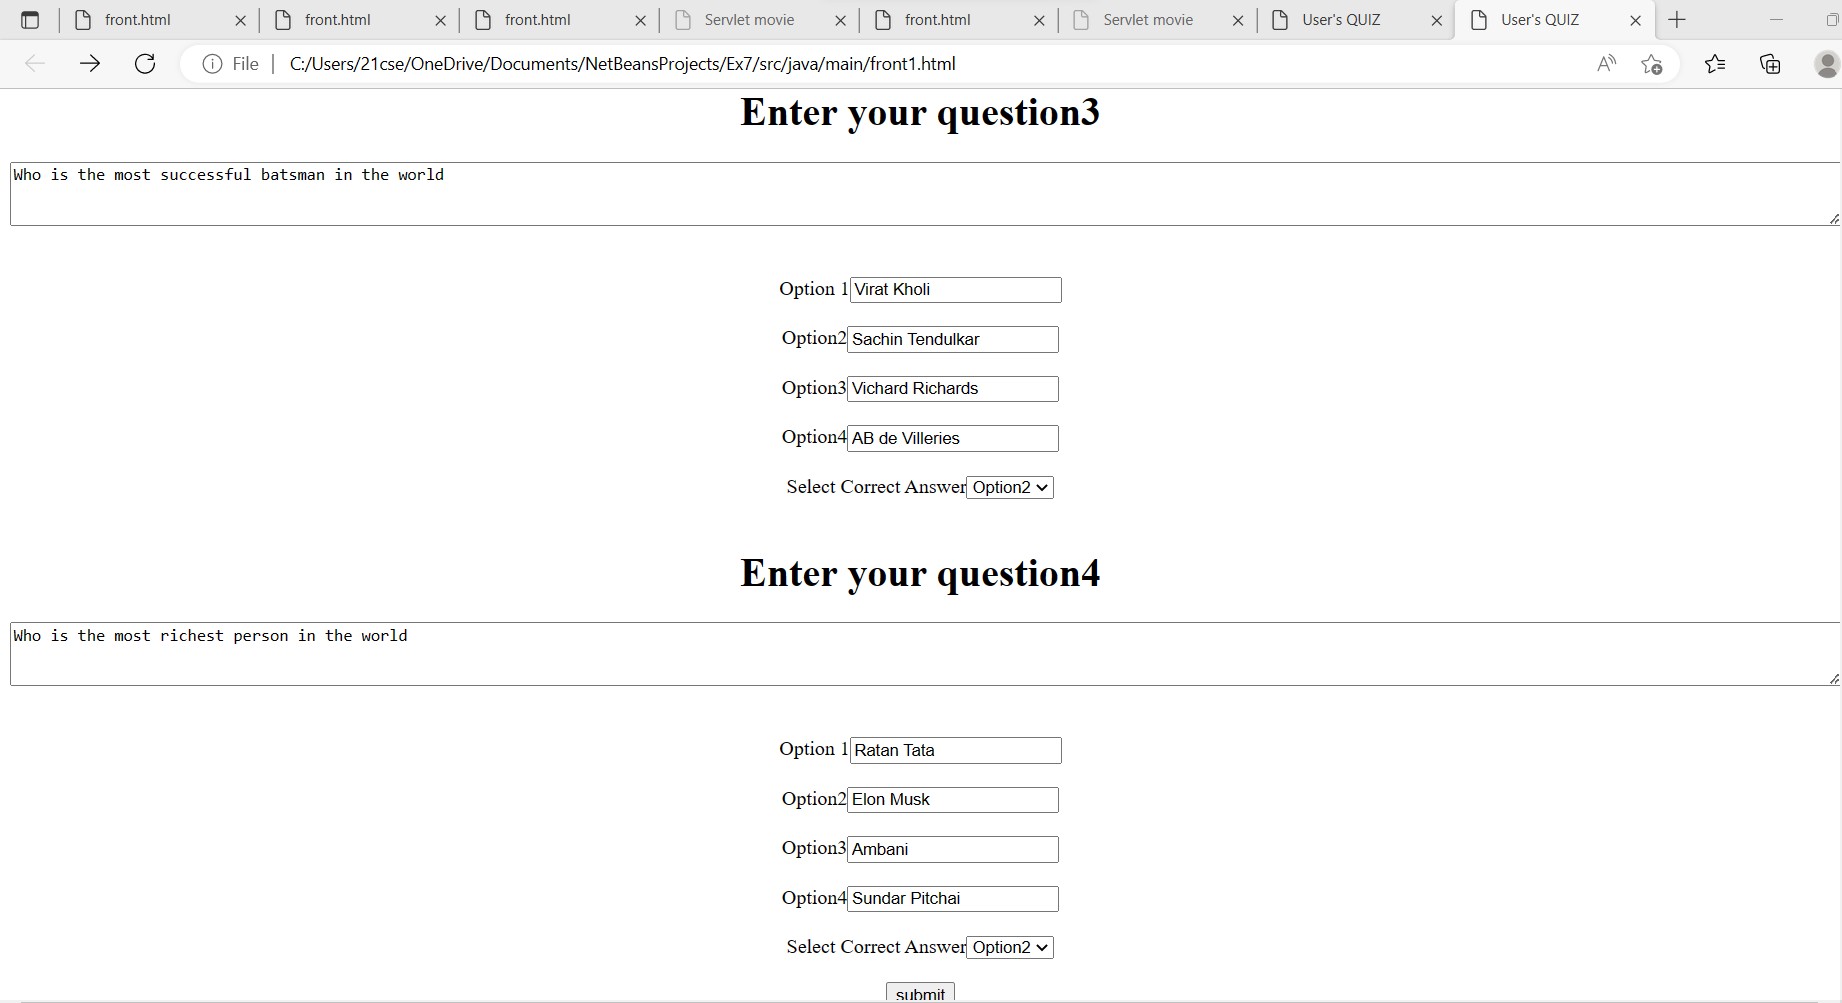 front.html front.html front.html Servlet movie front.html Servlet movie User's QUIZ User's QUIZ
File C:/Users/21cse/OneDrive/Documents/NetBeansProjects/Ex7/src/java/main/front1.html
Enter your question3
Who is the most successful batsman in the world
Option 1 Virat Kholi
Option2 Sachin Tendulkar
Option3 Vichard Richards
Option4 AB de Villeries
Select Correct Answer Option2
Enter your question4
Who is the most richest person in the world
Option 1 Ratan Tata
Option2 Elon Musk
Option3 Ambani
Option4 Sundar Pitchai
Select Correct Answer Option2
submit